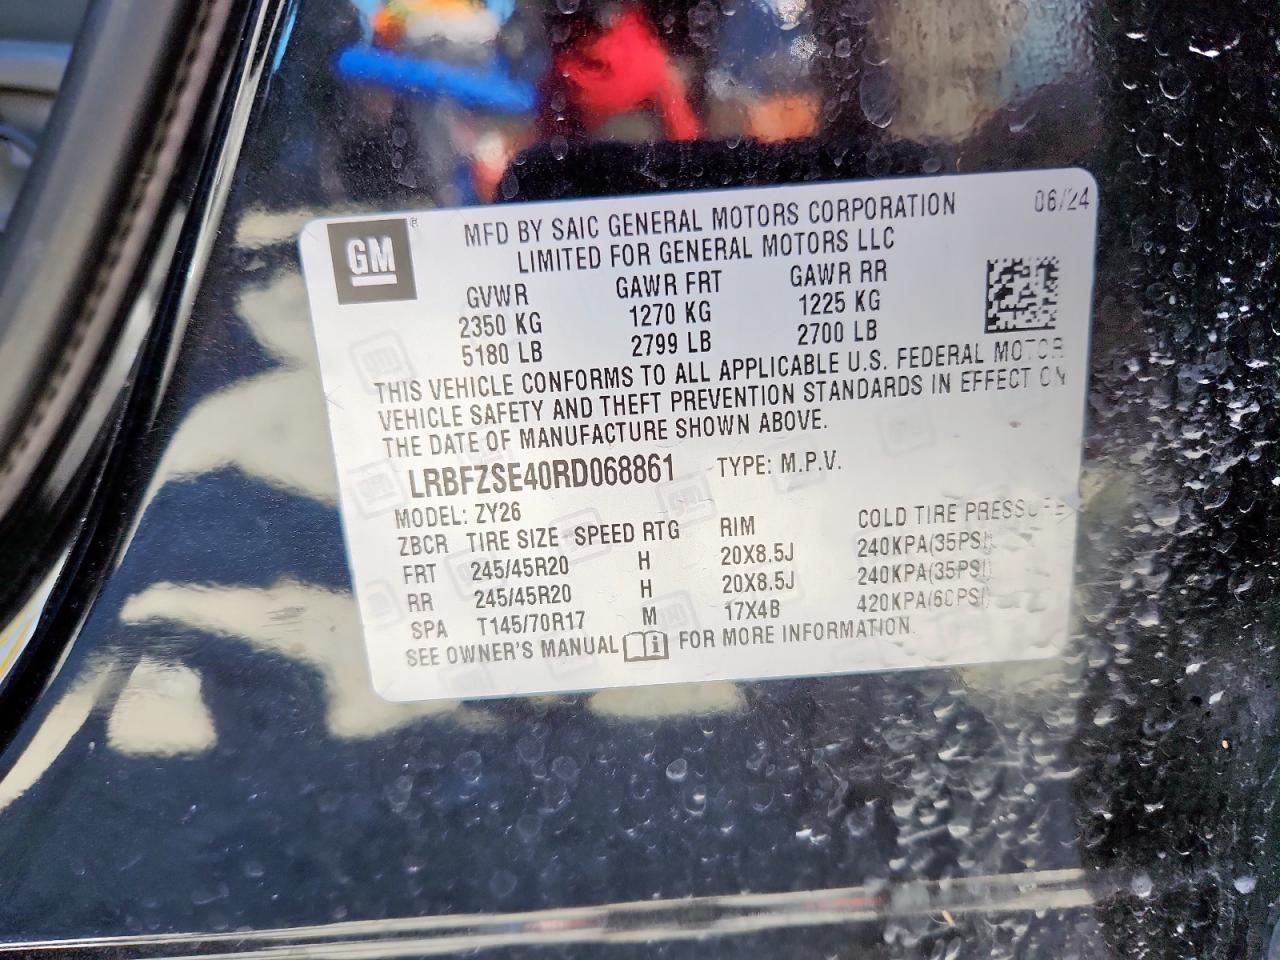 GM ®
06/24
MFD BY SAIC GENERAL MOTORS CORPORATION
LIMITED FOR GENERAL MOTORS LLC
GVWR GAWR FRT GAWR RR
2350 KG 1270 KG 1225 KG
5180 LB 2799 LB 2700 LB
THIS VEHICLE CONFORMS TO ALL APPLICABLE U.S. FEDERAL MOTOR
VEHICLE SAFETY AND THEFT PREVENTION STANDARDS IN EFFECT ON
THE DATE OF MANUFACTURE SHOWN ABOVE.
LRBFZSE40RD068861 TYPE: M.P.V.
MODEL: ZY26
ZBCR TIRE SIZE SPEED RTG RIM COLD TIRE PRESSURE
FRT 245/45R20 H 20X8.5J 240KPA(35PSI)
RR 245/45R20 H 20X8.5J 240KPA(35PSI)
SPA T145/70R17 M 17X4B 420KPA(60PSI)
SEE OWNER'S MANUAL FOR MORE INFORMATION.